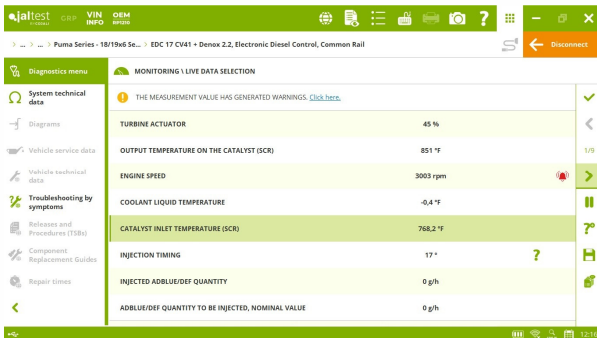 jaltest GRP VIN INFO OEM
BY COJALI
> ... > ... > Puma Series - 18/19x6 Se... > EDC 17 CV41 + Denox 2.2, Electronic Diesel Control, Common Rail
Disconnect
Diagnostics menu
MONITORING \ LIVE DATA SELECTION
System technical data
THE MEASUREMENT VALUE HAS GENERATED WARNINGS. Click here.
Diagrams
TURBINE ACTUATOR 45 %
Vehicle service data
OUTPUT TEMPERATURE ON THE CATALYST (SCR) 851 °F
1/9
Vehicle technical data
ENGINE SPEED 3003 rpm
Troubleshooting by symptoms
COOLANT LIQUID TEMPERATURE -0,4 °F
Releases and Procedures (TSBs)
CATALYST INLET TEMPERATURE (SCR) 768,2 °F
Component Replacement Guides
INJECTION TIMING 17 ° ?
Repair times
INJECTED ADBLUE/DEF QUANTITY 0 g/h
ADBLUE/DEF QUANTITY TO BE INJECTED, NOMINAL VALUE 0 g/h
12:16